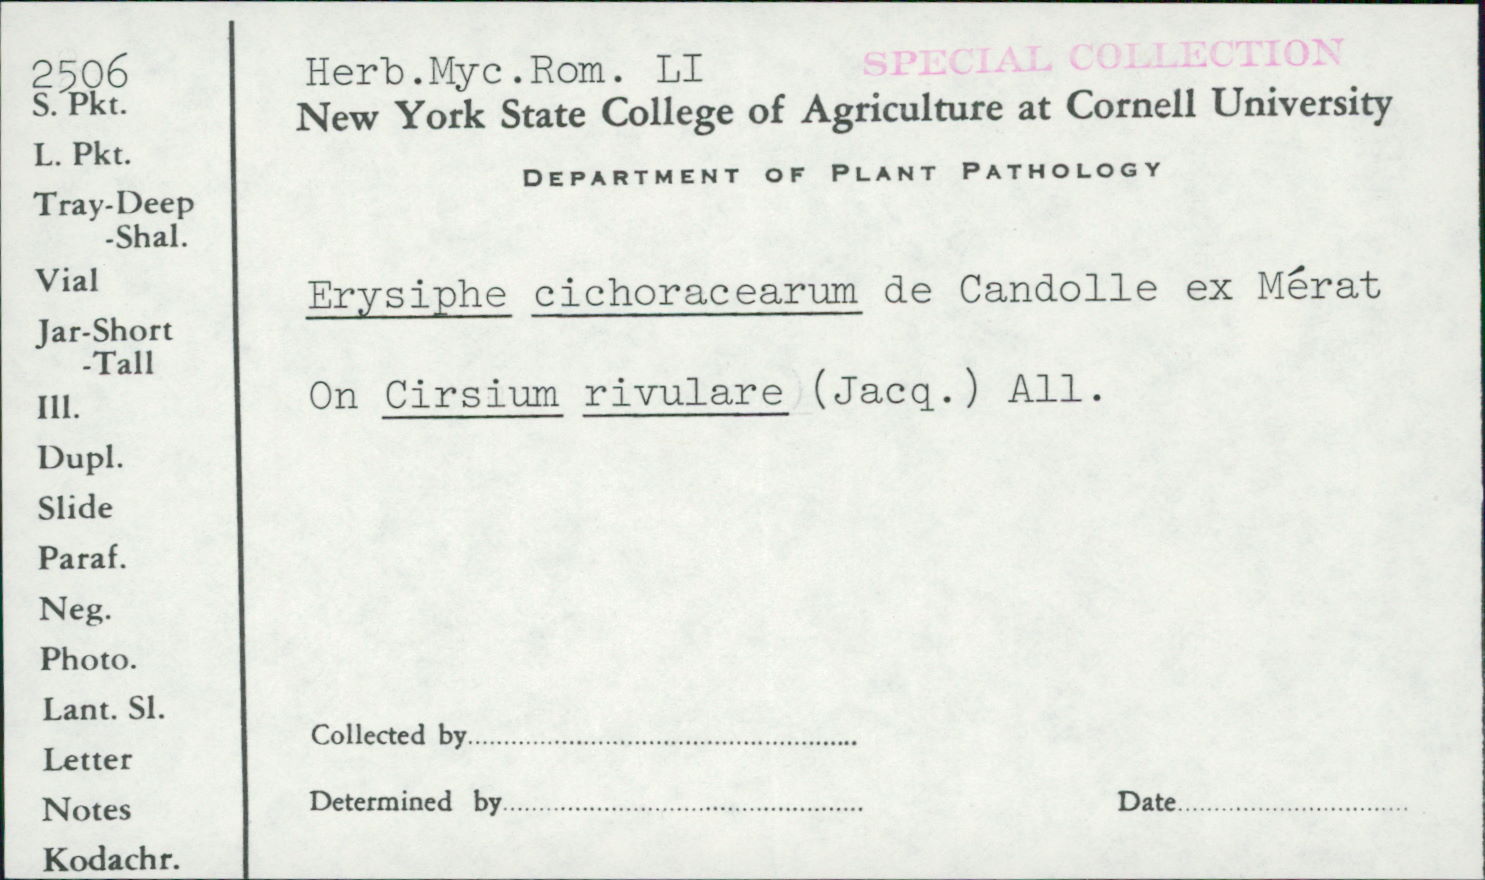 2506
S. Pkt.
L. Pkt.
Tray-Deep
-Shal.
Vial
Jar-Short
-Tall
Ill.
Dupl.
Slide
Paraf.
Neg.
Photo.
Lant. Sl.
Letter
Notes
Kodachr.
Herb.Myc.Rom. LI
SPECIAL COLLECTION
New York State College of Agriculture at Cornell University
DEPARTMENT OF PLANT PATHOLOGY
Erysiphe cichoracearum de Candolle ex Mérat
On Cirsium rivulare (Jacq.) All.
Collected by
Determined by
Date